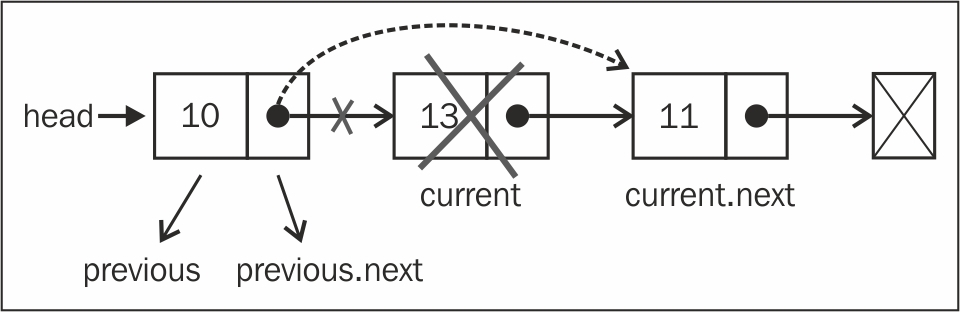 head 10 13 11
current current.next
previous previous.next